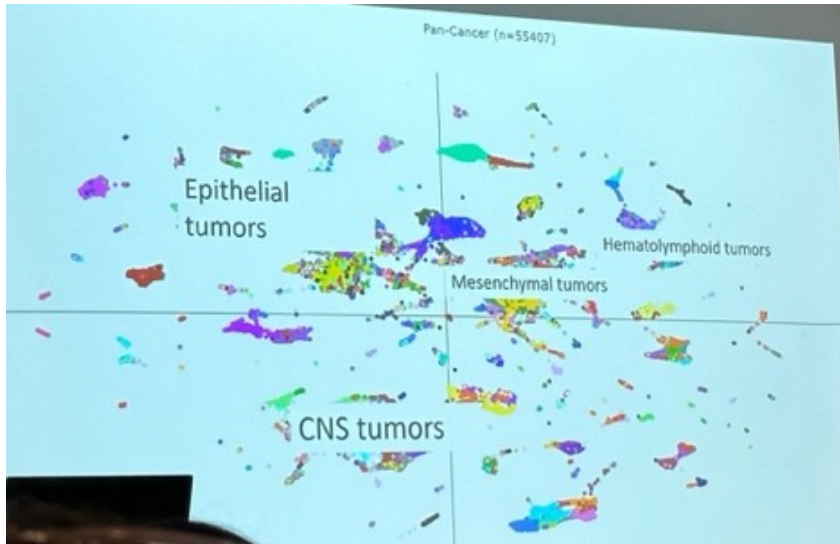 Pan-Cancer (n=55407)
Epithelial
tumors
Hematolymphoid tumors
Mesenchymal tumors
CNS tumors